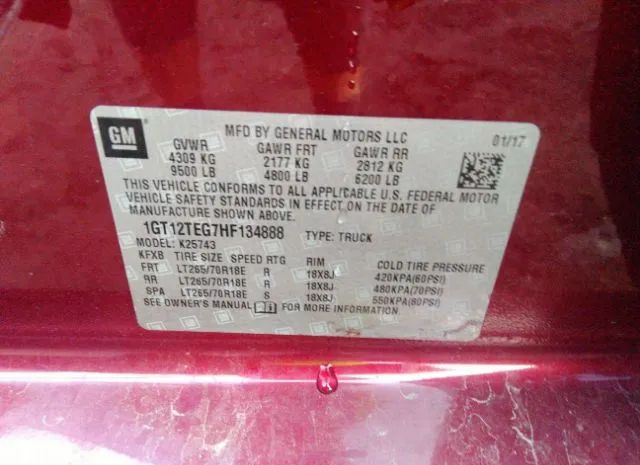 GM
MFD BY GENERAL MOTORS LLC 01/17
GVWR GAWR FRT GAWR RR
4309 KG 2177 KG 2812 KG
9500 LB 4800 LB 6200 LB
THIS VEHICLE CONFORMS TO ALL APPLICABLE U.S. FEDERAL MOTOR
VEHICLE SAFETY STANDARDS IN EFFECT ON THE DATE OF
MANUFACTURE SHOWN ABOVE.
1GT12TEG7HF134888 TYPE: TRUCK
MODEL: K25743
KFXB TIRE SIZE SPEED RTG RIM COLD TIRE PRESSURE
FRT LT265/70R18E R 18X8J 420KPA(60PSI)
RR LT265/70R18E R 18X8J 480KPA(70PSI)
SPA LT265/70R18E S 18X8J 550KPA(80PSI)
SEE OWNER'S MANUAL FOR MORE INFORMATION.